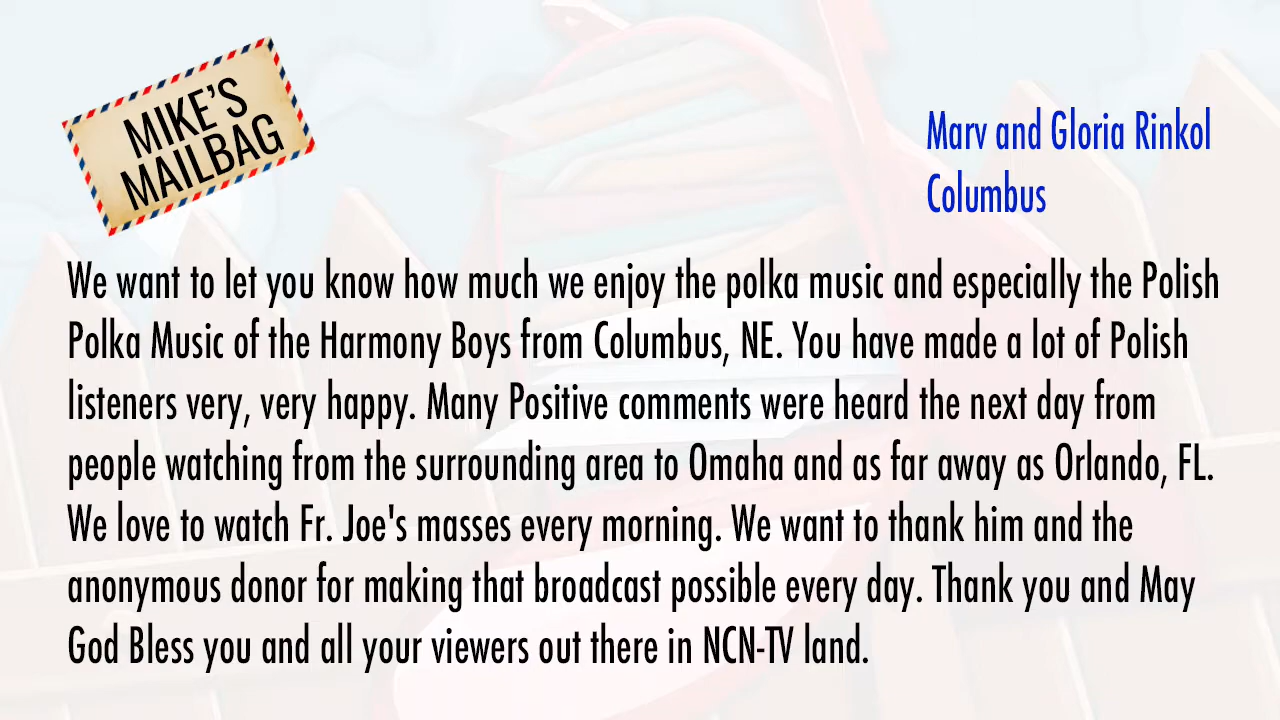 MIKE'S
MAILBAG
Marv and Gloria Rinkol
Columbus
We want to let you know how much we enjoy the polka music and especially the Polish
Polka Music of the Harmony Boys from Columbus, NE. You have made a lot of Polish
listeners very, very happy. Many Positive comments were heard the next day from
people watching from the surrounding area to Omaha and as far away as Orlando, FL.
We love to watch Fr. Joe's masses every morning. We want to thank him and the
anonymous donor for making that broadcast possible every day. Thank you and May
God Bless you and all your viewers out there in NCN-TV land.